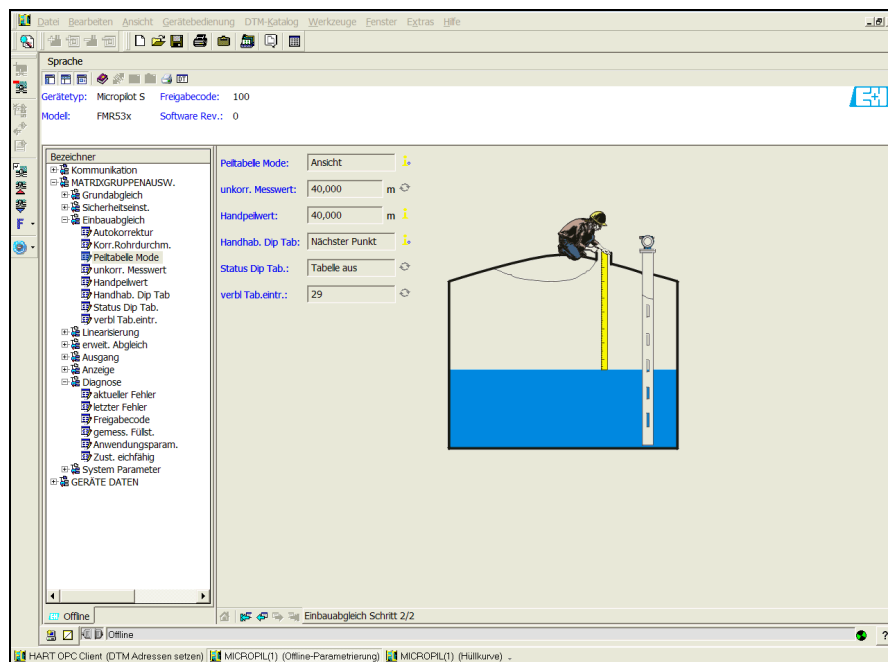 Datei Bearbeiten Ansicht Gerätebedienung DTM-Katalog Werkzeuge Fenster Extras Hilfe
Sprache
Gerätetyp: Micropilot S Freigabecode: 100
Modell: FMR53x Software Rev.: 0
Bezeichner
Kommunikation
MATRIXGRUPPENAUSW.
Grundabgleich
Sicherheitseinst.
Einbauabgleich
Autokorrektur
Korr.Rohrdurchm.
Peiltabelle Mode
unkorr. Messwert
Handpeilwert
Handhab. Dip Tab
Status Dip Tab.
verbl Tab.eintr.
Linearisierung
erweit. Abgleich
Ausgang
Anzeige
Diagnose
aktueller Fehler
letzter Fehler
Freigabecode
gemess. Füllst.
Anwendungsparam.
Zust. eichfähig
System Parameter
GERÄTE DATEN
Peiltabelle Mode: Ansicht
unkorr. Messwert: 40,000 m
Handpeilwert: 40,000 m
Handhab. Dip Tab: Nächster Punkt
Status Dip Tab.: Tabelle aus
verbl Tab.eintr.: 29
Offline
Einbauabgleich Schritt 2/2
Offline
HART OPC Client (DTM Adressen setzen) MICROPIL(1) (Offline-Parametrierung) MICROPIL(1) (Hüllkurve)